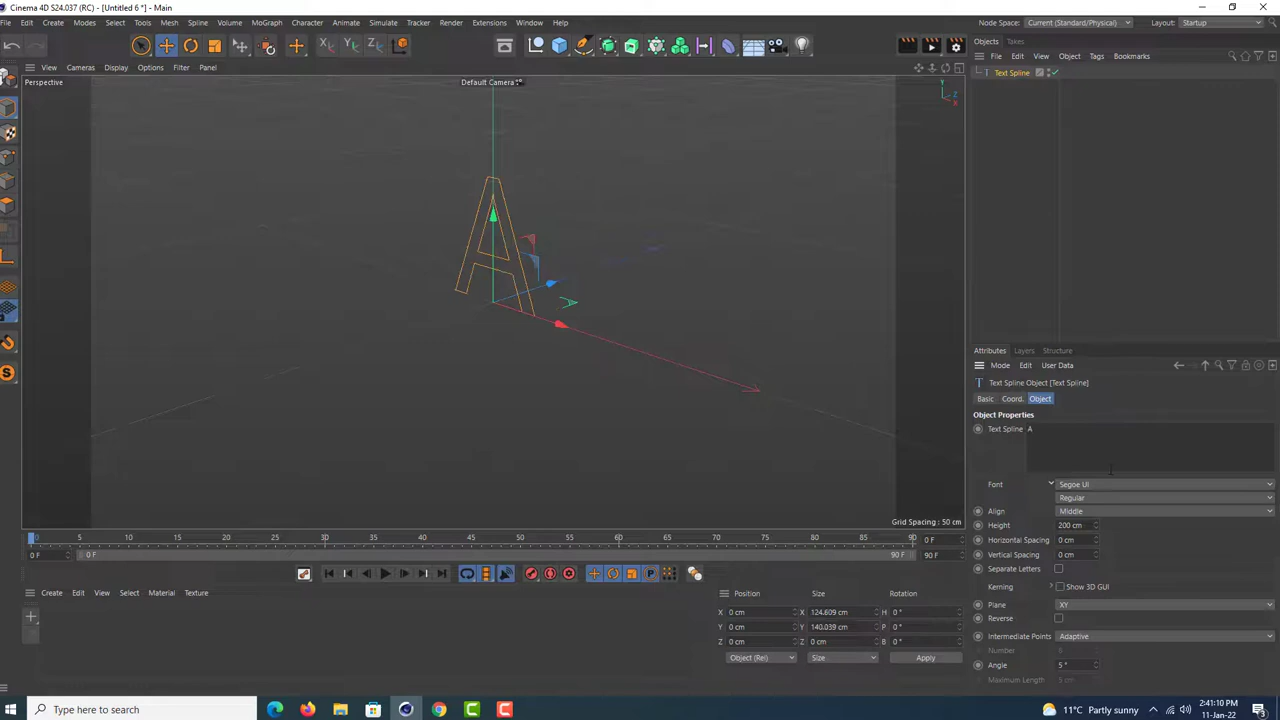 Cinema 4D S24.037 (RC) - [Untitled 6 *] - Main
File Edit Create Modes Select Tools Mesh Spline Volume MoGraph Character Animate Simulate Tracker Render Extensions Window Help
Node Space: Current (Standard/Physical) Layout: Startup
X Y Z
Objects Takes
File Edit View Object Tags Bookmarks
View Cameras Display Options Filter Panel
Text Spline
Perspective
Default Camera
Y
Z
X
A
Attributes Layers Structure
Mode Edit User Data
Text Spline Object [Text Spline]
Basic Coord. Object
Object Properties
Text Spline A
Font Segoe UI
Regular
Align Middle
Height 200 cm
Horizontal Spacing 0 cm
Vertical Spacing 0 cm
Separate Letters
Kerning Show 3D GUI
Plane XY
Reverse
Intermediate Points Adaptive
Number 8
Angle 5 °
Maximum Length 5 cm
Grid Spacing : 50 cm
0 5 10 15 20 25 30 35 40 45 50 55 60 65 70 75 80 85 90 0 F
0 F 0 F 90 F 90 F
Create Edit View Select Material Texture
Position Size Rotation
X 0 cm X 124.609 cm H 0 °
Y 0 cm Y 140.039 cm P 0 °
Z 0 cm Z 0 cm B 0 °
Object (Rel) Size Apply
Type here to search
11°C Partly sunny
2:41:10 PM
11-Jan-22